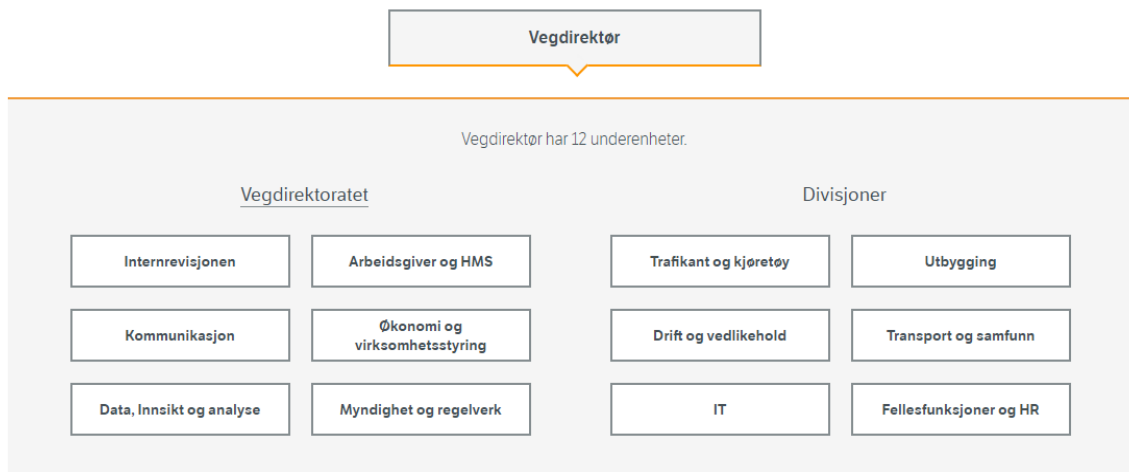 Vegdirektør
Vegdirektør har 12 underenheter.
Vegdirektoratet
Internrevisjonen
Arbeidsgiver og HMS
Kommunikasjon
Økonomi og
virksomhetsstyring
Data, Innsikt og analyse
Myndighet og regelverk
Divisjoner
Trafikant og kjøretøy
Utbygging
Drift og vedlikehold
Transport og samfunn
IT
Fellesfunksjoner og HR